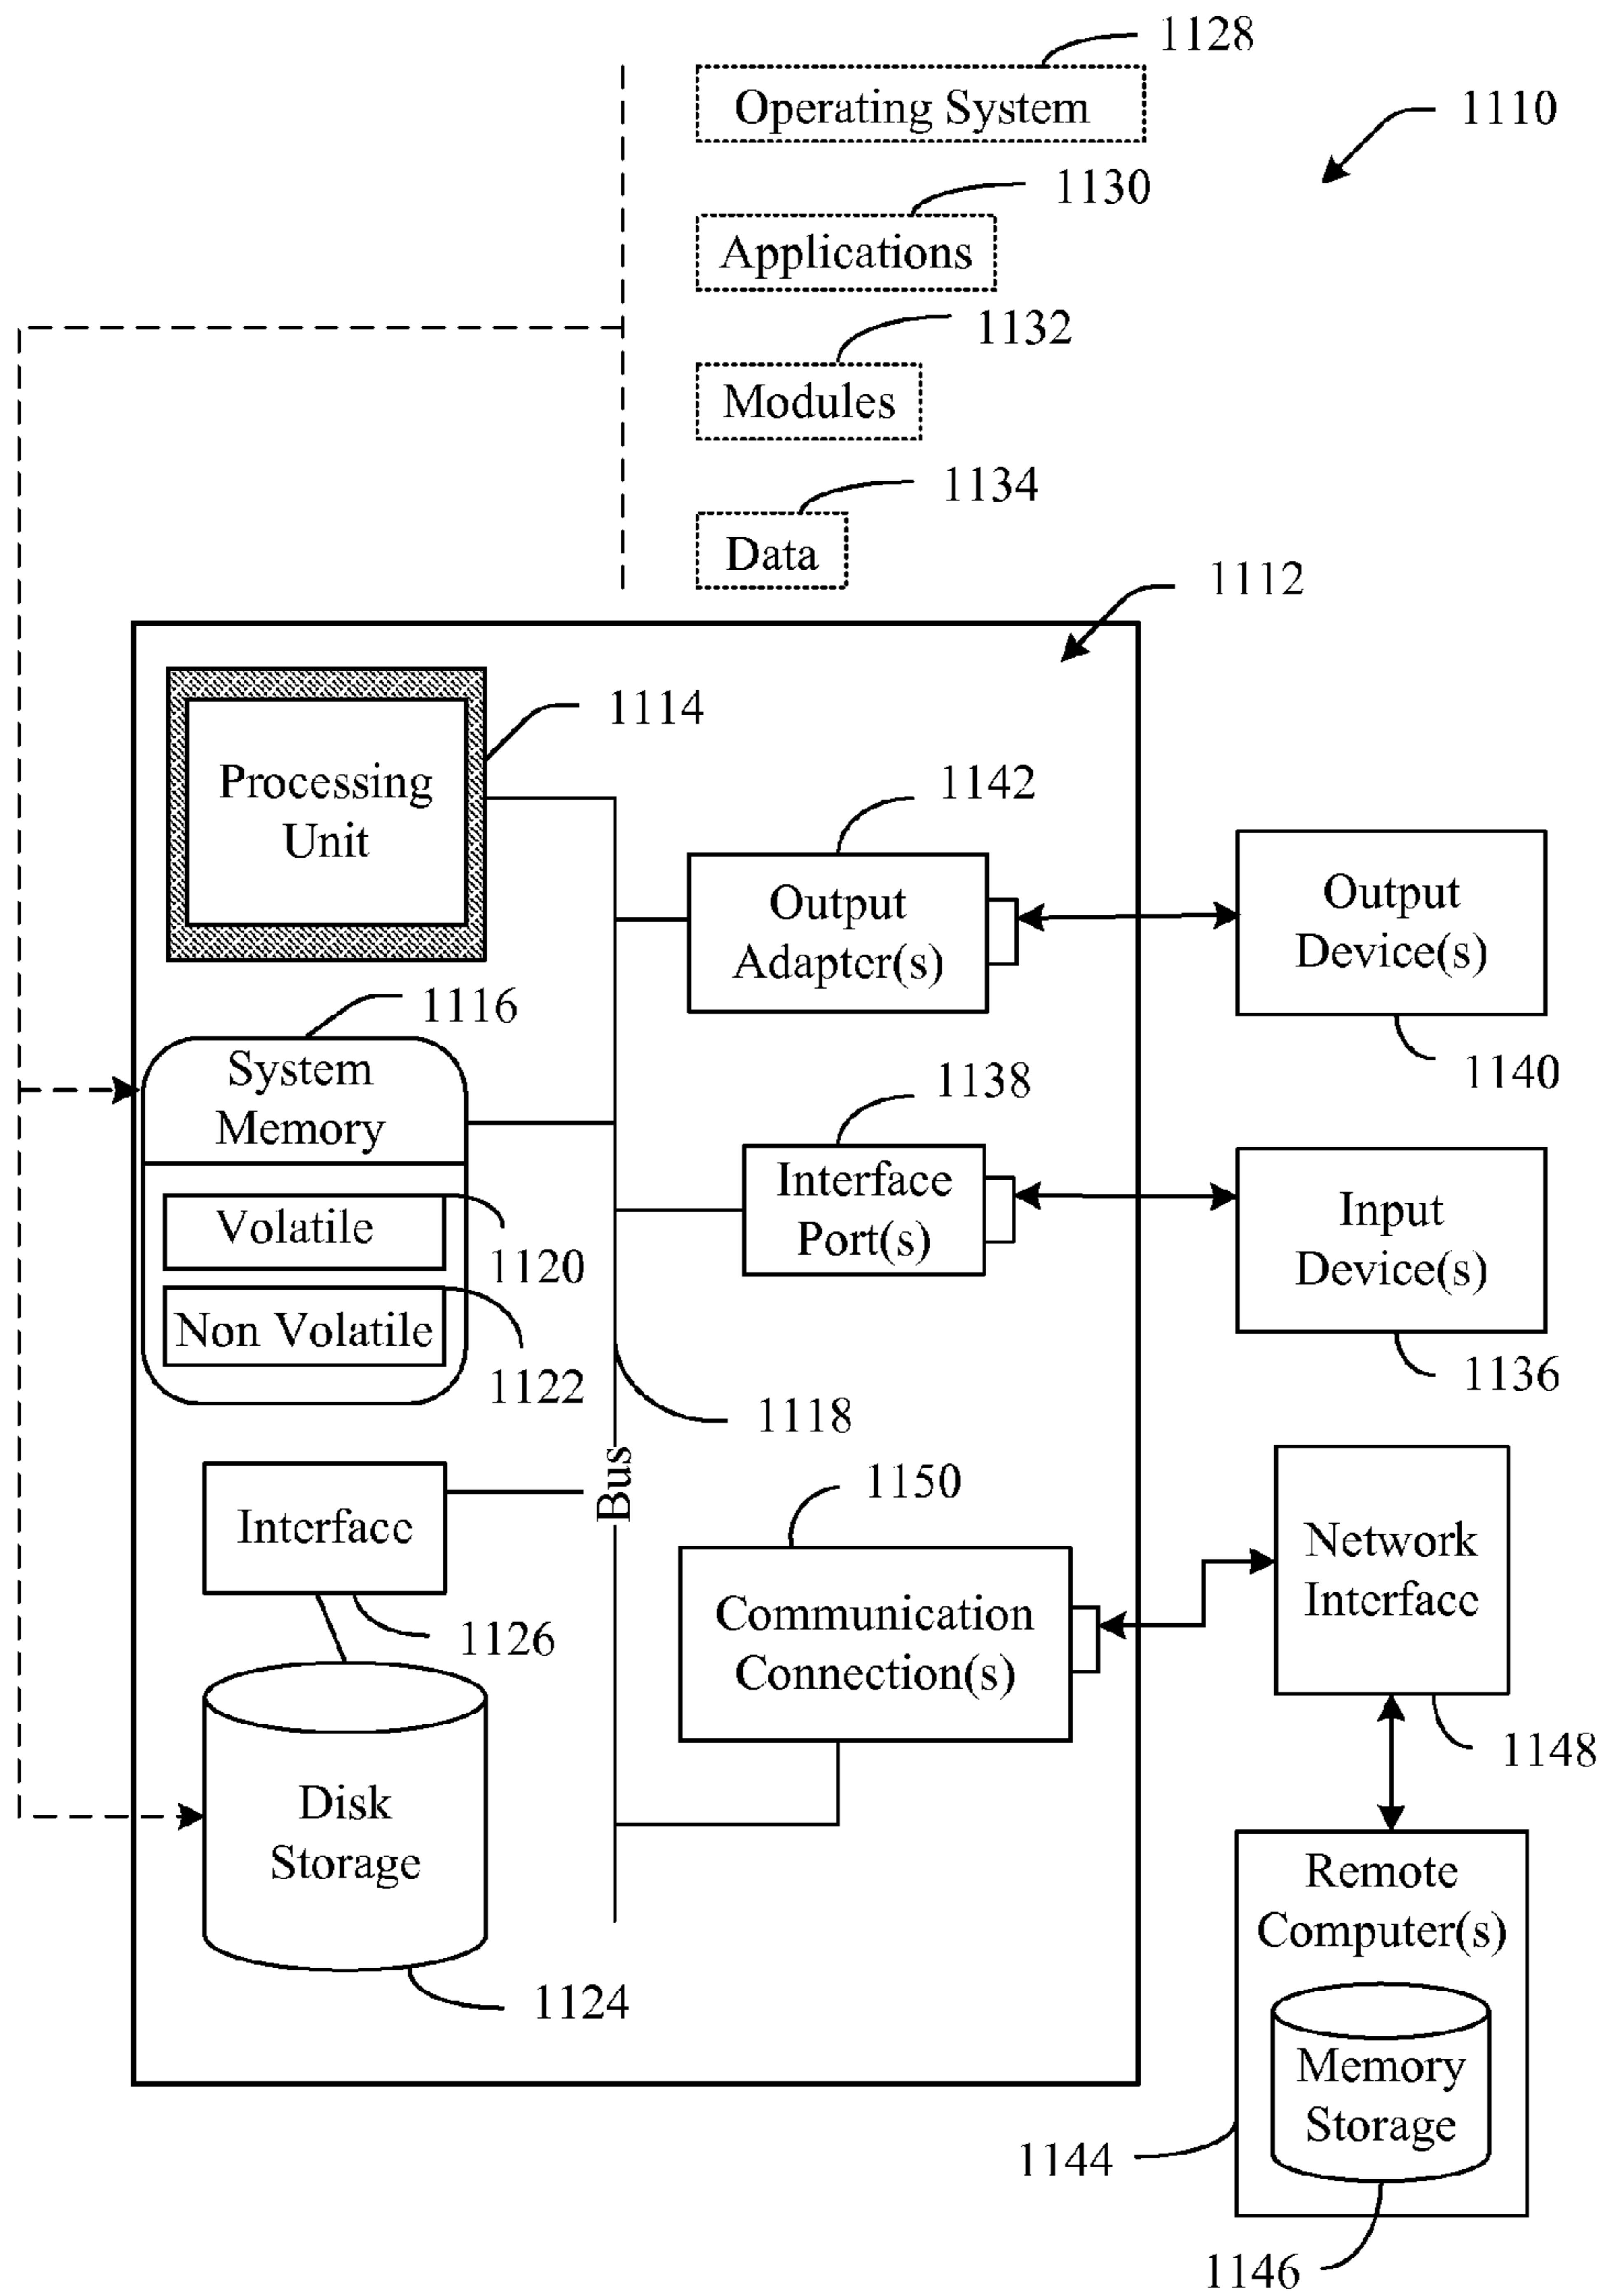 1128
Operating System
1110
1130
Applications
1132
Modules
1134
Data
1112
1114
Processing
Unit
1142
Output
Adapter(s)
Output
Device(s)
1140
1116
System
Memory
1138
Interface
Port(s)
Input
Device(s)
1136
Volatile
1120
Non Volatile
1122
1118
Bus
1150
Interface
1126
Communication
Connection(s)
Network
Interface
1148
Disk
Storage
1124
Remote
Computer(s)
Memory
Storage
1144
1146